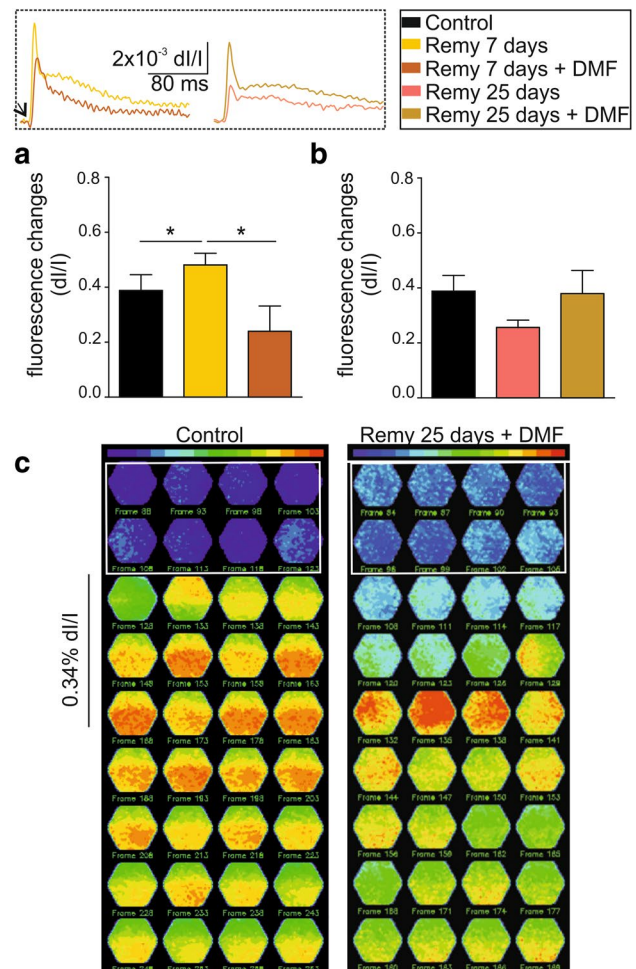 2x10-3 dI/I
80 ms
Control
Remy 7 days
Remy 7 days + DMF
Remy 25 days
Remy 25 days + DMF
a
fluorescence changes
(dI/I)
0.8
0.6
0.4
0.2
0.0
*
*
b
fluorescence changes
(dI/I)
0.8
0.6
0.4
0.2
0.0
c
Control
Remy 25 days + DMF
0.34% dI/I
Frame 88 Frame 93 Frame 98 Frame 103
Frame 108 Frame 113 Frame 118 Frame 123
Frame 128 Frame 133 Frame 138 Frame 143
Frame 148 Frame 153 Frame 158 Frame 163
Frame 168 Frame 173 Frame 178 Frame 183
Frame 188 Frame 193 Frame 198 Frame 203
Frame 208 Frame 213 Frame 218 Frame 223
Frame 228 Frame 233 Frame 238 Frame 243
Frame 84 Frame 87 Frame 90 Frame 93
Frame 96 Frame 99 Frame 102 Frame 105
Frame 108 Frame 111 Frame 114 Frame 117
Frame 120 Frame 123 Frame 126 Frame 129
Frame 132 Frame 135 Frame 138 Frame 141
Frame 144 Frame 147 Frame 150 Frame 153
Frame 156 Frame 159 Frame 162 Frame 165
Frame 168 Frame 171 Frame 174 Frame 177